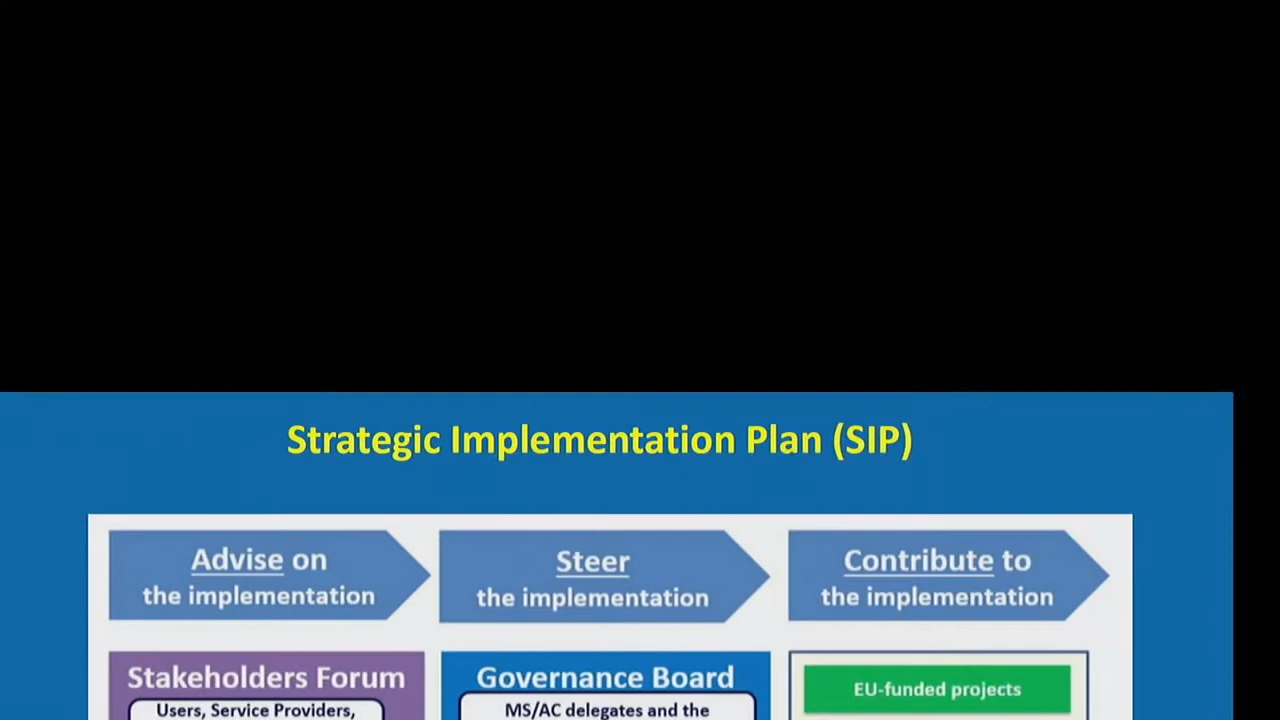 Strategic Implementation Plan (SIP)
Advise on
the implementation
Steer
the implementation
Contribute to
the implementation
Stakeholders Forum
Users, Service Providers,
Governance Board
MS/AC delegates and the
EU-funded projects